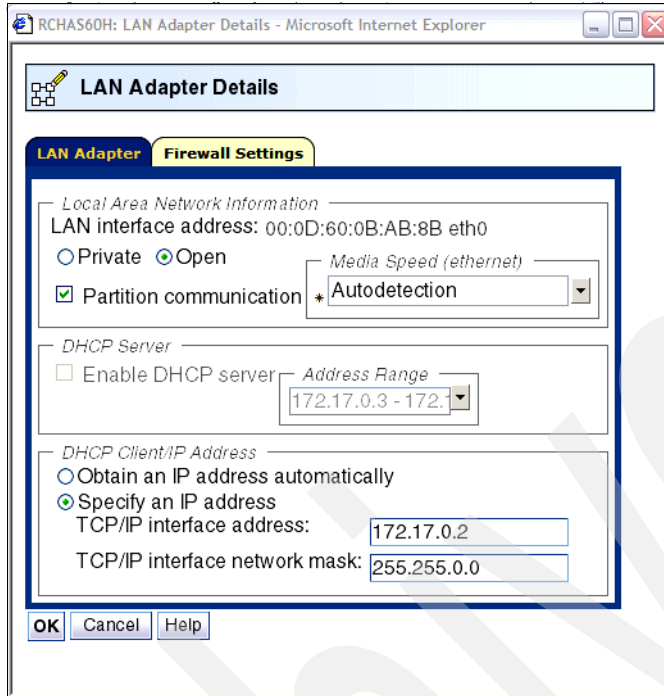 RCHAS60H: LAN Adapter Details - Microsoft Internet Explorer
LAN Adapter Details
LAN Adapter
Firewall Settings
Local Area Network Information
LAN interface address: 00:0D:60:0B:AB:8B eth0
Private Open
Media Speed (ethernet)
Partition communication * Autodetection
DHCP Server
Enable DHCP server
Address Range
172.17.0.3 - 172.
DHCP Client/IP Address
Obtain an IP address automatically
Specify an IP address
TCP/IP interface address: 172.17.0.2
TCP/IP interface network mask: 255.255.0.0
OK Cancel Help